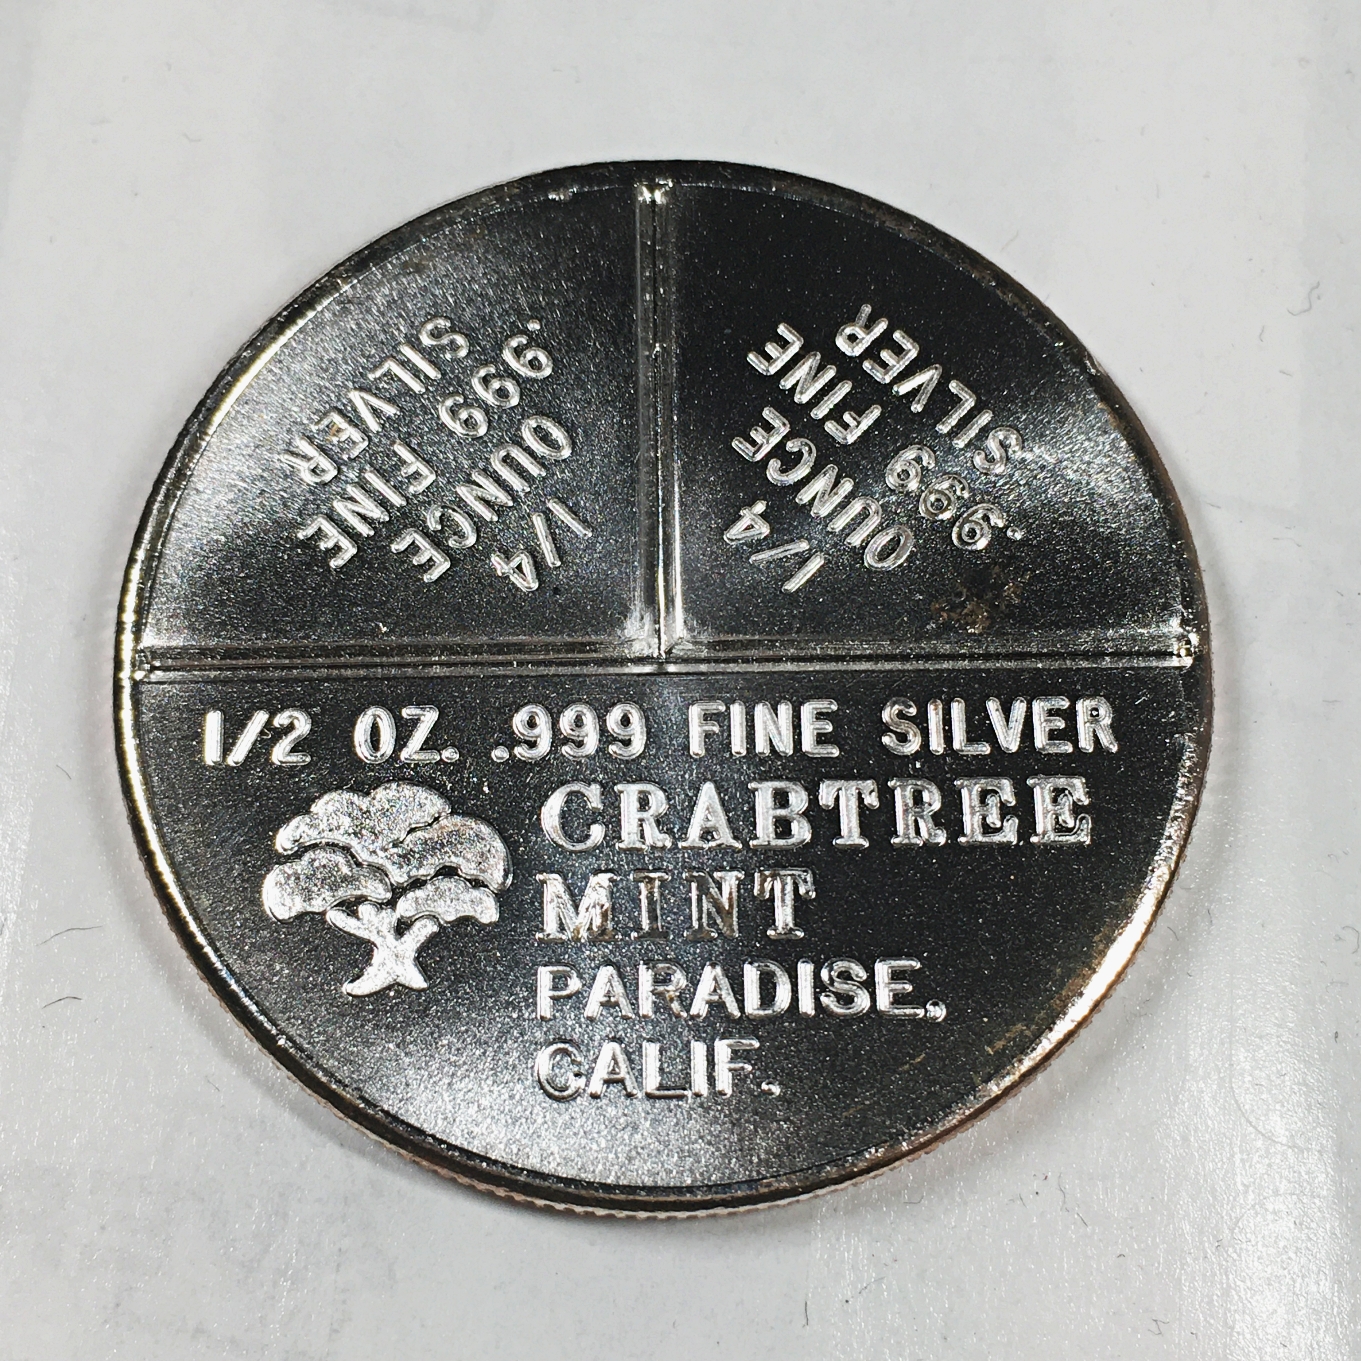 1/4
OUNCE
.999 FINE
SILVER
1/4
OUNCE
.999 FINE
SILVER
1/2 OZ. .999 FINE SILVER
CRABTREE
MINT
PARADISE,
CALIF.